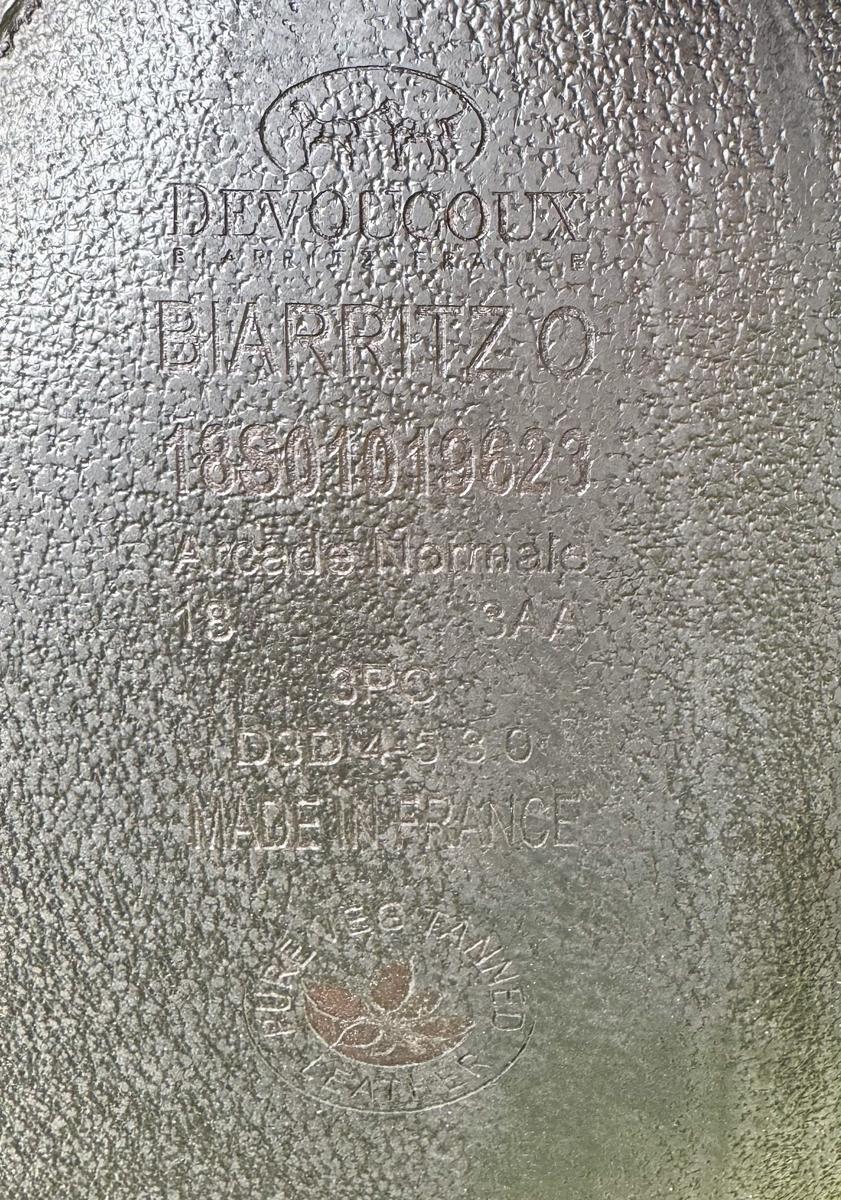 DEVOUCOUX
BIARRITZ-FRANCE
BIARRITZ O
18S01019623
Arcade Normale
18 3AA
3PC
D3D 4-5 3 0
MADE IN FRANCE
PURE VEG TANNED
LEATHER